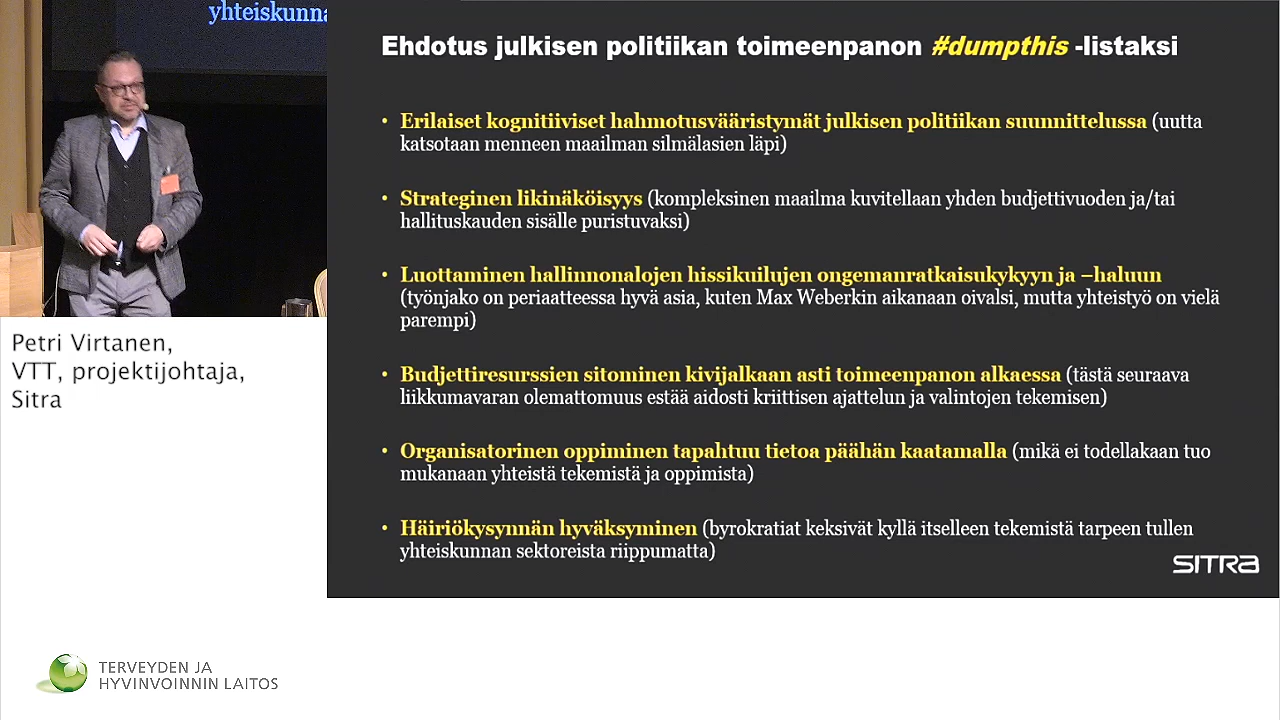 yhteiskunna
Ehdotus julkisen politiikan toimeenpanon #dumpthis -listaksi
• Erilaiset kognitiiviset hahmotusvääristymät julkisen politiikan suunnittelussa (uutta
katsotaan menneen maailman silmälasien läpi)
• Strateginen likinäköisyys (kompleksinen maailma kuvitellaan yhden budjettivuoden ja/tai
hallituskauden sisälle puristuvaksi)
• Luottaminen hallinnonalojen hissikuilujen ongemanratkaisukykyyn ja –haluun
(työnjako on periaatteessa hyvä asia, kuten Max Weberkin aikanaan oivalsi, mutta yhteistyö on vielä
parempi)
• Budjettiresurssien sitominen kivijalkaan asti toimeenpanon alkaessa (tästä seuraava
liikkumavaran olemattomuus estää aidosti kriittisen ajattelun ja valintojen tekemisen)
• Organisatorinen oppiminen tapahtuu tietoa päähän kaatamalla (mikä ei todellakaan tuo
mukanaan yhteistä tekemistä ja oppimista)
• Häiriökysynnän hyväksyminen (byrokratiat keksivät kyllä itselleen tekemistä tarpeen tullen
yhteiskunnan sektoreista riippumatta)
SITRA
Petri Virtanen,
VTT, projektijohtaja,
Sitra
TERVEYDEN JA
HYVINVOINNIN LAITOS